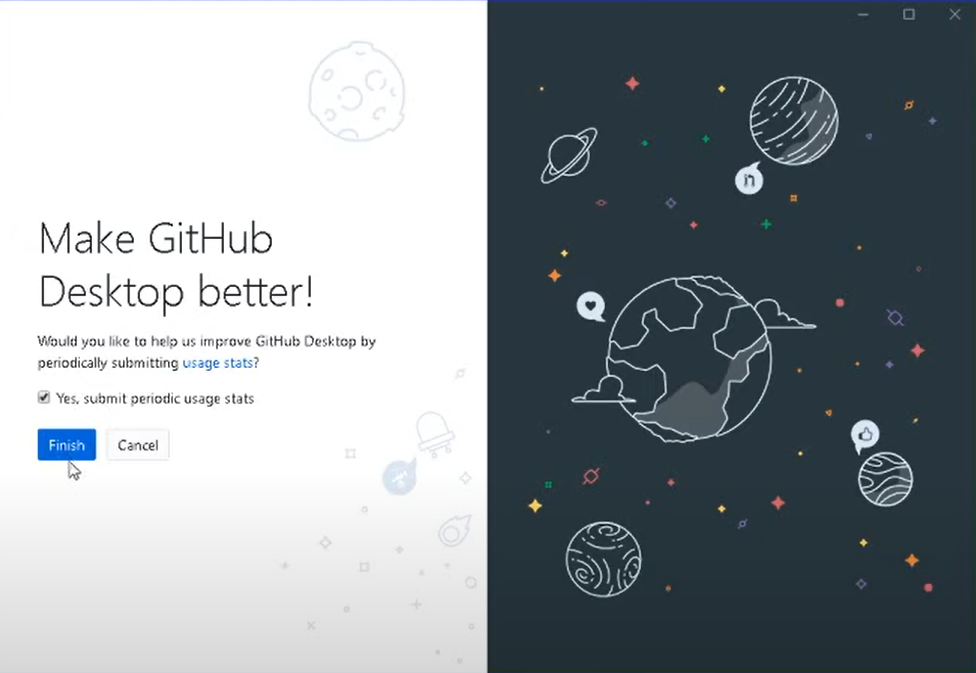 Make GitHub
Desktop better!
Would you like to help us improve GitHub Desktop by
periodically submitting usage stats?
Yes, submit periodic usage stats
Finish
Cancel